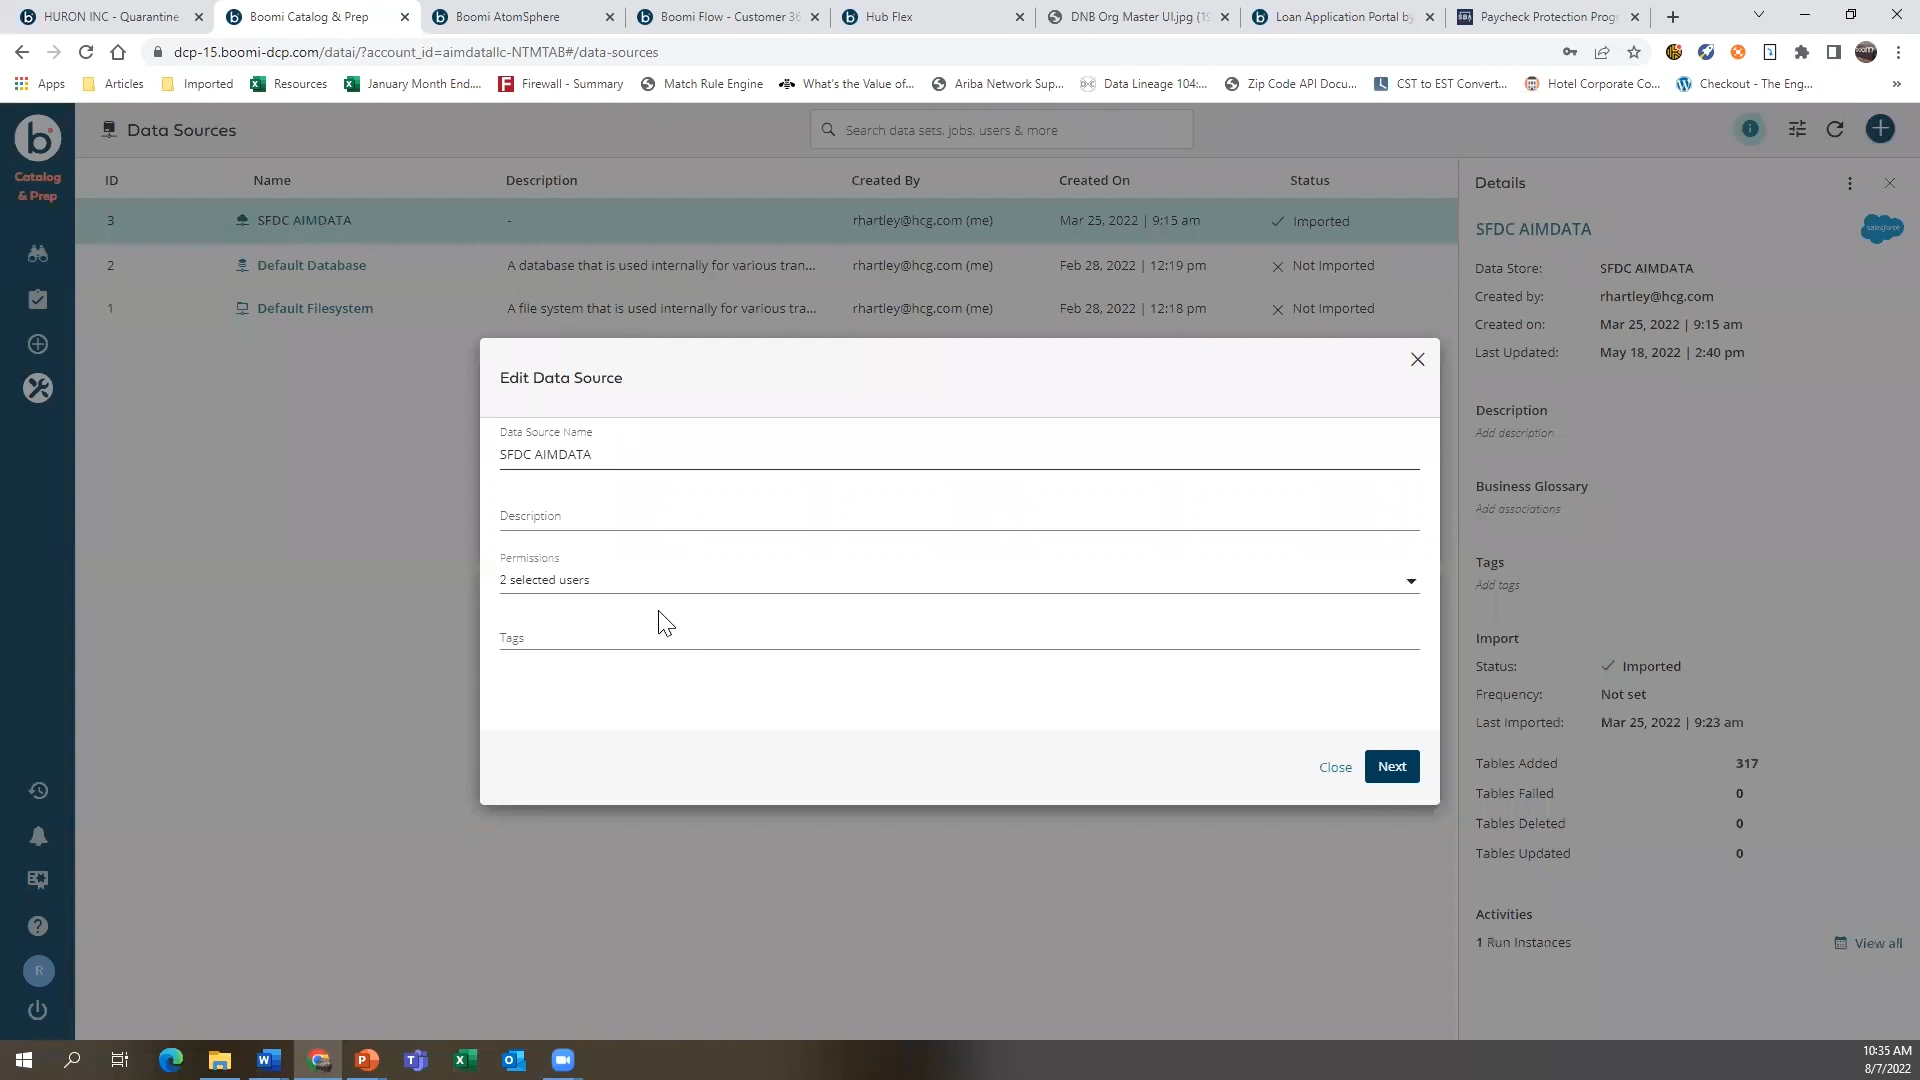 HURON INC - Quarantine
Boomi Catalog & Prep
Boomi AtomSphere
Boomi Flow - Customer 36
Hub Flex
DNB Org Master UI.jpg (19
Loan Application Portal by
Paycheck Protection Prog
dcp-15.boomi-dcp.com/datai/?account_id=aimdatallc-NTMTAB#/data-sources
Apps
Articles
Imported
Resources
January Month End....
Firewall - Summary
Match Rule Engine
What's the Value of...
Ariba Network Sup...
Data Lineage 104:...
Zip Code API Docu...
CST to EST Convert...
Hotel Corporate Co...
Checkout - The Eng...
Catalog
& Prep
Data Sources
Search data sets, jobs, users & more
ID Name Description Created By Created On Status
3 SFDC AIMDATA - rhartley@hcg.com (me) Mar 25, 2022 | 9:15 am Imported
2 Default Database A database that is used internally for various tran... rhartley@hcg.com (me) Feb 28, 2022 | 12:19 pm Not Imported
1 Default Filesystem A file system that is used internally for various tra... rhartley@hcg.com (me) Feb 28, 2022 | 12:18 pm Not Imported
Edit Data Source
Data Source Name
SFDC AIMDATA
Description
Permissions
2 selected users
Tags
Close
Next
Details
SFDC AIMDATA
salesforce
Data Store: SFDC AIMDATA
Created by: rhartley@hcg.com
Created on: Mar 25, 2022 | 9:15 am
Last Updated: May 18, 2022 | 2:40 pm
Description
Add description
Business Glossary
Add associations
Tags
Add tags
Import
Status: Imported
Frequency: Not set
Last Imported: Mar 25, 2022 | 9:23 am
Tables Added 317
Tables Failed 0
Tables Deleted 0
Tables Updated 0
Activities
1 Run Instances
View all
R
10:35 AM
8/7/2022